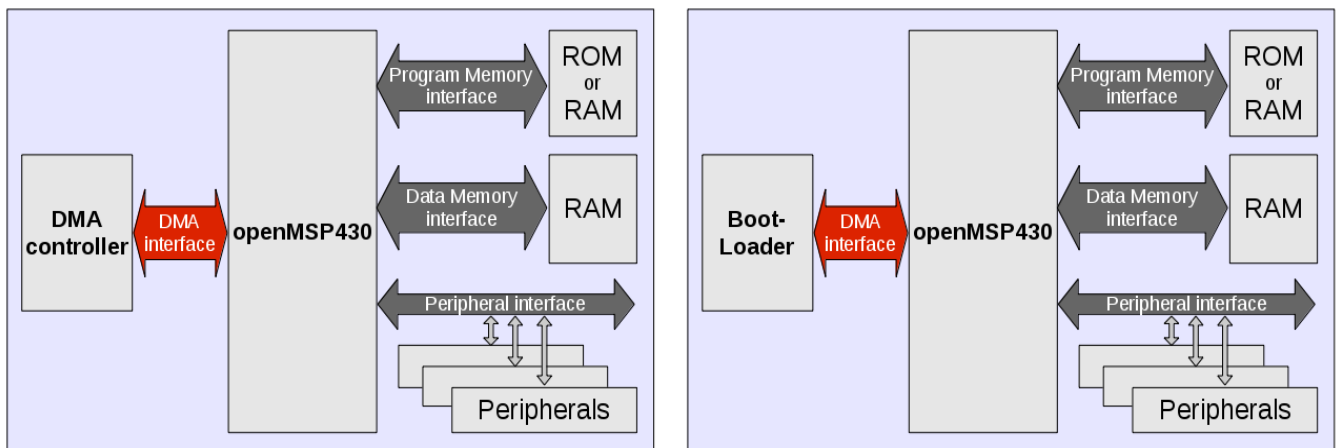 DMA
controller
DMA
interface
openMSP430
Program Memory
interface
ROM
or
RAM
Data Memory
interface
RAM
Peripheral interface
Peripherals
Boot-
Loader
DMA
interface
openMSP430
Program Memory
interface
ROM
or
RAM
Data Memory
interface
RAM
Peripheral interface
Peripherals